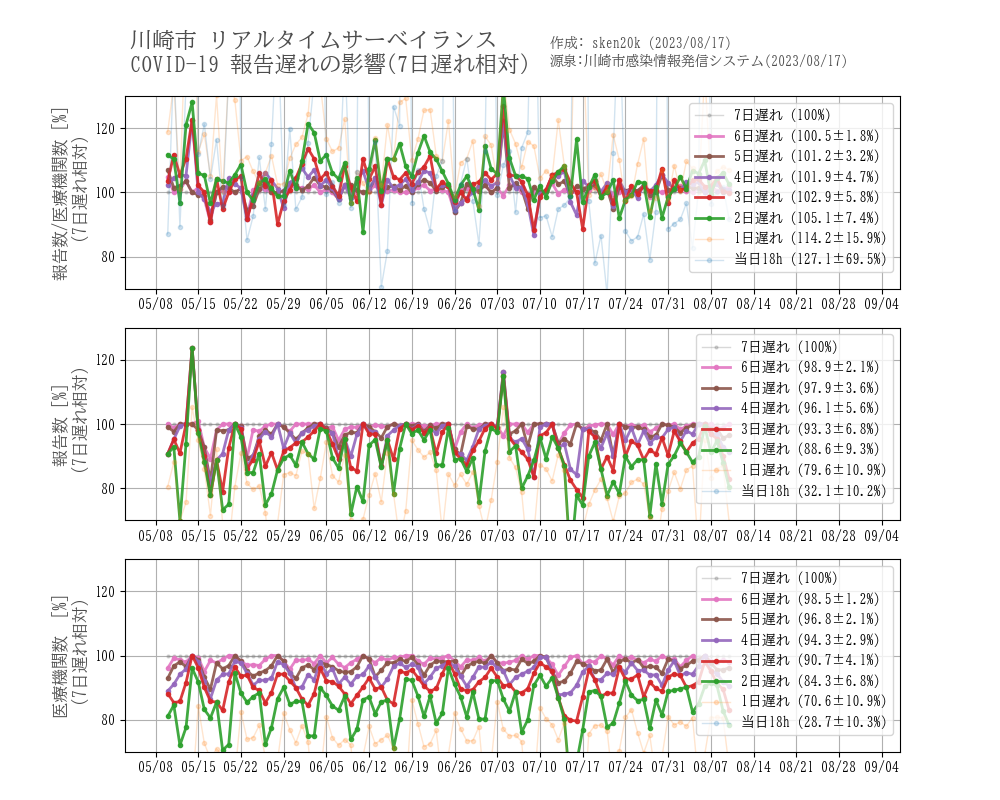 川崎市 リアルタイムサーベイランス
COVID-19 報告遅れの影響(7日遅れ相対)
作成: sken20k (2023/08/17)
源泉:川崎市感染情報発信システム(2023/08/17)
報告数/医療機関数 [%]
(7日遅れ相対)
120
100
80
7日遅れ (100%)
6日遅れ (100.5±1.8%)
5日遅れ (101.2±3.2%)
4日遅れ (101.9±4.7%)
3日遅れ (102.9±5.8%)
2日遅れ (105.1±7.4%)
1日遅れ (114.2±15.9%)
当日18h (127.1±69.5%)
05/08 05/15 05/22 05/29 06/05 06/12 06/19 06/26 07/03 07/10 07/17 07/24 07/31 08/07 08/14 08/21 08/28 09/04
報告数 [%]
(7日遅れ相対)
120
100
80
7日遅れ (100%)
6日遅れ (98.9±2.1%)
5日遅れ (97.9±3.6%)
4日遅れ (96.1±5.6%)
3日遅れ (93.3±6.8%)
2日遅れ (88.6±9.3%)
1日遅れ (79.6±10.9%)
当日18h (32.1±10.2%)
05/08 05/15 05/22 05/29 06/05 06/12 06/19 06/26 07/03 07/10 07/17 07/24 07/31 08/07 08/14 08/21 08/28 09/04
医療機関数 [%]
(7日遅れ相対)
120
100
80
7日遅れ (100%)
6日遅れ (98.5±1.2%)
5日遅れ (96.8±2.1%)
4日遅れ (94.3±2.9%)
3日遅れ (90.7±4.1%)
2日遅れ (84.3±6.8%)
1日遅れ (70.6±10.9%)
当日18h (28.7±10.3%)
05/08 05/15 05/22 05/29 06/05 06/12 06/19 06/26 07/03 07/10 07/17 07/24 07/31 08/07 08/14 08/21 08/28 09/04